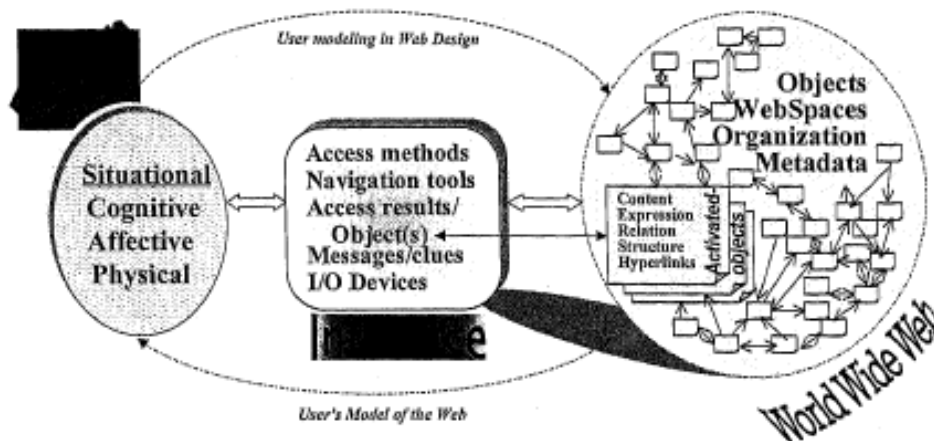 User modeling in Web Design
Situational
Cognitive
Affective
Physical
Access methods
Navigation tools
Access results/
Object(s)
Messages/clues
I/O Devices
Objects
WebSpaces
Organization
Metadata
Content
Expression
Relation
Structure
Hyperlinks
Activated-
objects
User's Model of the Web
World Wide Web